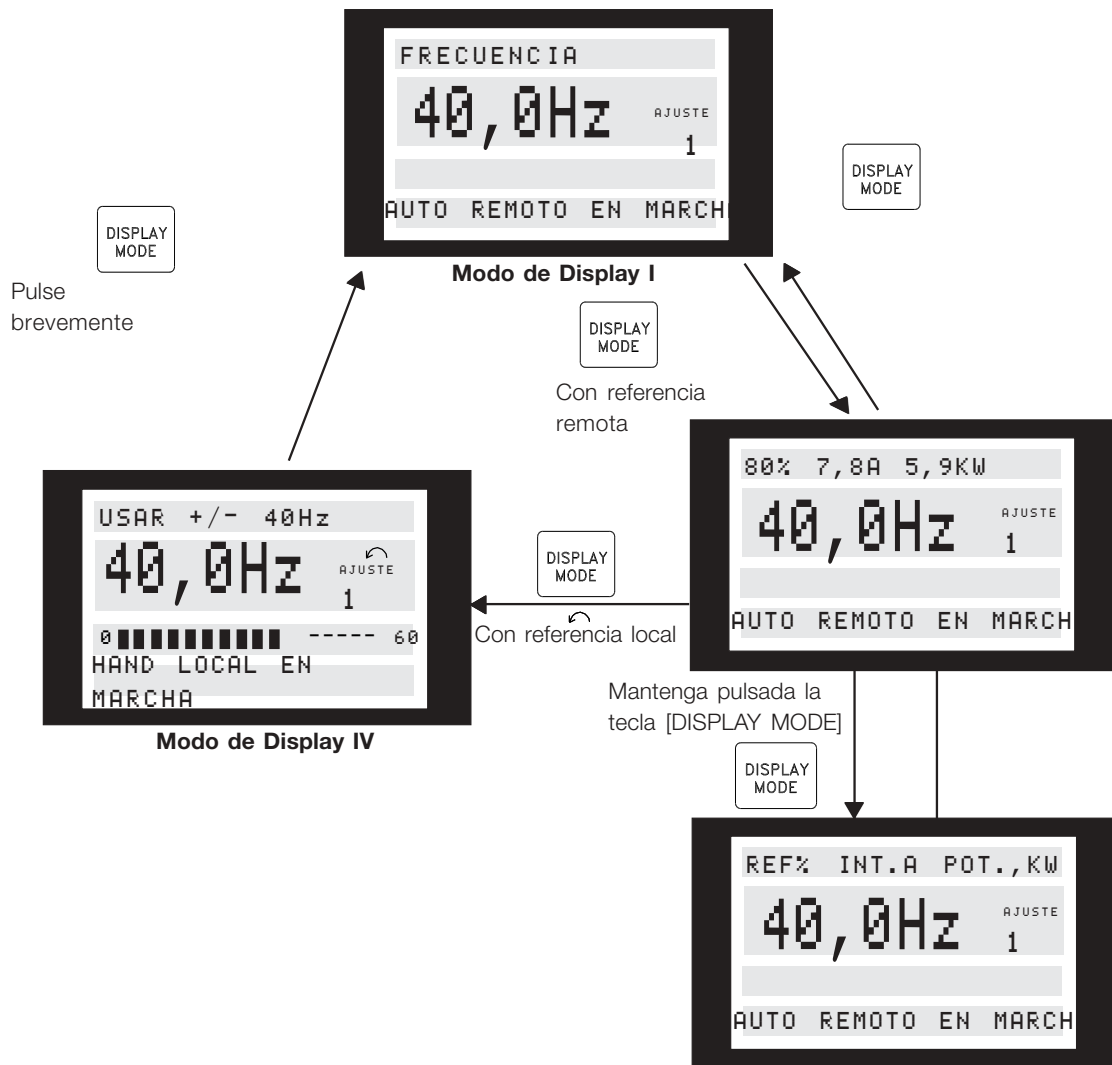 FRECUENCIA
40,0Hz
AJUSTE
1
AUTO REMOTO EN MARCH
Modo de Display I
DISPLAY
MODE
DISPLAY
MODE
Pulse
brevemente
DISPLAY
MODE
Con referencia
remota
80% 7,8A 5,9KW
40,0Hz
AJUSTE
1
AUTO REMOTO EN MARCH
USAR +/- 40Hz
40,0Hz
AJUSTE
1
0 ----- 60
HAND LOCAL EN
MARCHA
Modo de Display IV
DISPLAY
MODE
Con referencia local
Mantenga pulsada la
tecla [DISPLAY MODE]
DISPLAY
MODE
REF% INT.A POT.,KW
40,0Hz
AJUSTE
1
AUTO REMOTO EN MARCH